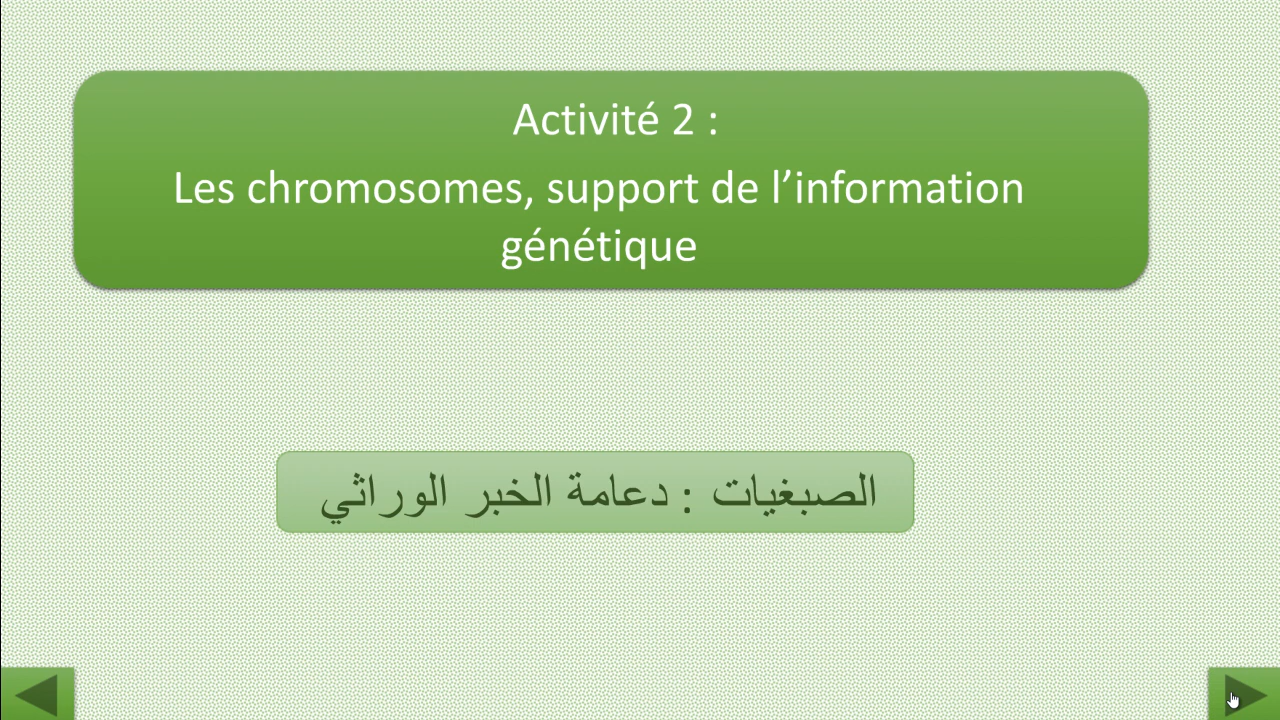 Activité 2 :
Les chromosomes, support de l’information
génétique
الصبغيات : دعامة الخبر الوراثي